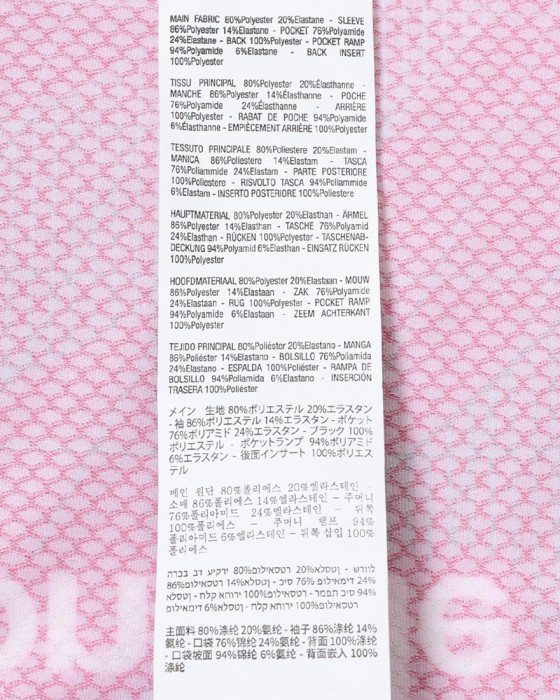 MAIN FABRIC 80%Polyester 20%Elastane - SLEEVE
86%Polyester 14%Elastane - POCKET 76%Polyamide
24%Elastane - BACK 100%Polyester - POCKET RAMP
94%Polyamide 6%Elastane - BACK INSERT
100%Polyester
TISSU PRINCIPAL 80%Polyester 20%Élasthanne -
MANCHE 86%Polyester 14%Élasthanne - POCHE
76%Polyamide 24%Élasthanne - ARRIÈRE
100%Polyester - RABAT DE POCHE 94%Polyamide
6%Élasthanne - EMPIÈCEMENT ARRIÈRE 100%Polyester
TESSUTO PRINCIPALE 80%Poliestere 20%Elastam -
MANICA 86%Poliestere 14%Elastam - TASCA
76%Poliammide 24%Elastam - PARTE POSTERIORE
100%Poliestere - RISVOLTO TASCA 94%Poliammide
6%Elastam - INSERTO POSTERIORE 100%Poliestere
HAUPTMATERIAL 80%Polyester 20%Elasthan - ÄRMEL
86%Polyester 14%Elasthan - TASCHE 76%Polyamid
24%Elasthan - RÜCKEN 100%Polyester - TASCHENAB-
DECKUNG 94%Polyamid 6%Elasthan - EINSATZ RÜCKEN
100%Polyester
HOOFDMATERIAAL 80%Polyester 20%Elastaan - MOUW
86%Polyester 14%Elastaan - ZAK 76%Polyamide
24%Elastaan - RUG 100%Polyester - POCKET RAMP
94%Polyamide 6%Elastaan - ZEEM ACHTERKANT
100%Polyester
TEJIDO PRINCIPAL 80%Poliéster 20%Elastano - MANGA
86%Poliéster 14%Elastano - BOLSILLO 76%Poliamida
24%Elastano - ESPALDA 100%Poliéster - RAMPA DE
BOLSILLO 94%Poliamida 6%Elastano - INSERCIÓN
TRASERA 100%Poliéster
メイン 生地 80%ポリエステル 20%エラスタン
- 袖 86%ポリエステル 14%エラスタン - ポケット
76%ポリアミド 24%エラスタン - ブラック 100%
ポリエステル - ポケットランプ 94%ポリアミド
6%エラスタン - 後面インサート 100%ポリエス
テル
메인 원단 80%폴리에스 20%엘라스테인 -
소매 86%폴리에스 14%엘라스테인 - 주머니
76%폴리아미드 24%엘라스테인 - 뒤쪽
100%폴리에스 - 주머니 램프 94%
폴리아미드 6%엘라스테인 - 뒤쪽 삽입 100%
폴리에스
主面料 80%涤纶 20%氨纶 - 袖子 86%涤纶 14%
氨纶 - 口袋 76%锦纶 24%氨纶 - 背面 100%涤纶
- 口袋坡面 94%锦纶 6%氨纶 - 背面嵌入 100%
涤纶